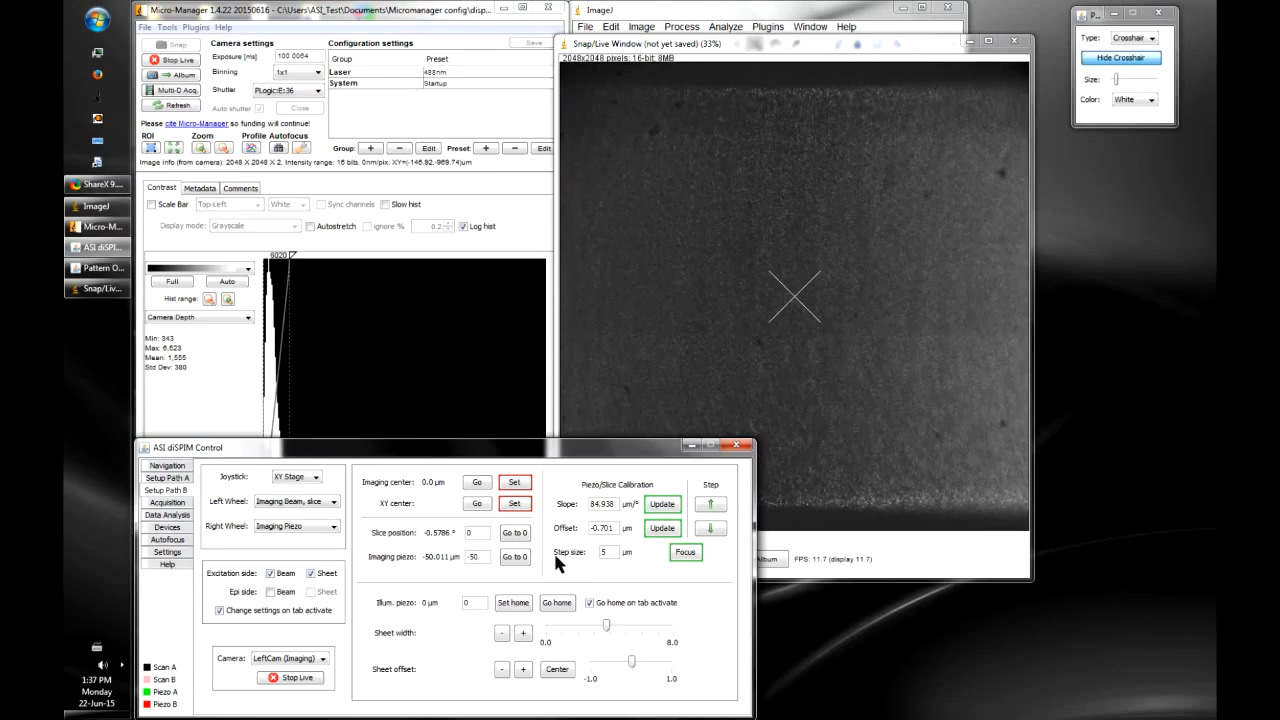 Micro-Manager 1.4.22 20150616 - C:\Users\ASI_Test\Documents\Micromanager config\disp...
File Tools Plugins Help
Snap
Stop Live
Album
Multi-D Acq.
Refresh
Camera settings
Exposure [ms] 100.0064
Binning 1x1
Shutter PLogic:E:36
Auto shutter Close
Configuration settings
Save
Group Preset
Laser 488nm
System Startup
Please cite Micro-Manager so funding will continue!
ROI Zoom Profile Autofocus
Group: + − Edit Preset: + − Edit
Image info (from camera): 2048 X 2048 X 2, Intensity range: 16 bits, 0nm/pix, XY=(-146.92,-969.74)um
Contrast Metadata Comments
Scale Bar Top-Left White Sync channels Slow hist
Display mode: Grayscale Autostretch ignore % 0.2 Log hist
6020
Full Auto
Hist range:
Camera Depth
Min: 343
Max: 6,523
Mean: 1,555
Std Dev: 380
ImageJ
File Edit Image Process Analyze Plugins Window Help
Snap/Live Window (not yet saved) (33%)
2048x2048 pixels; 16-bit; 8MB
Album FPS: 11.7 (display 11.7)
P...
Type: Crosshair
Hide Crosshair
Size:
Color: White
ShareX 9....
ImageJ
Micro-M...
ASI diSPI...
Pattern O...
Snap/Liv...
ASI diSPIM Control
Navigation
Setup Path A
Setup Path B
Acquisition
Data Analysis
Devices
Autofocus
Settings
Help
Joystick: XY Stage
Left Wheel: Imaging Beam, slice
Right Wheel: Imaging Piezo
Excitation side: Beam Sheet
Epi side: Beam Sheet
Change settings on tab activate
Camera: LeftCam (Imaging)
Stop Live
Imaging center: 0.0 µm Go Set
XY center: Go Set
Slice position: -0.5786 ° 0 Go to 0
Imaging piezo: -50.011 µm -50 Go to 0
Piezo/Slice Calibration Step
Slope: 84.938 µm/° Update
Offset: -0.701 µm Update
Step size: 5 µm Focus
Illum. piezo: 0 µm 0 Set home Go home Go home on tab activate
Sheet width: - +
0.0 8.0
Sheet offset: - + Center
-1.0 1.0
Scan A
Scan B
Piezo A
Piezo B
1:37 PM
Monday
22-Jun-15